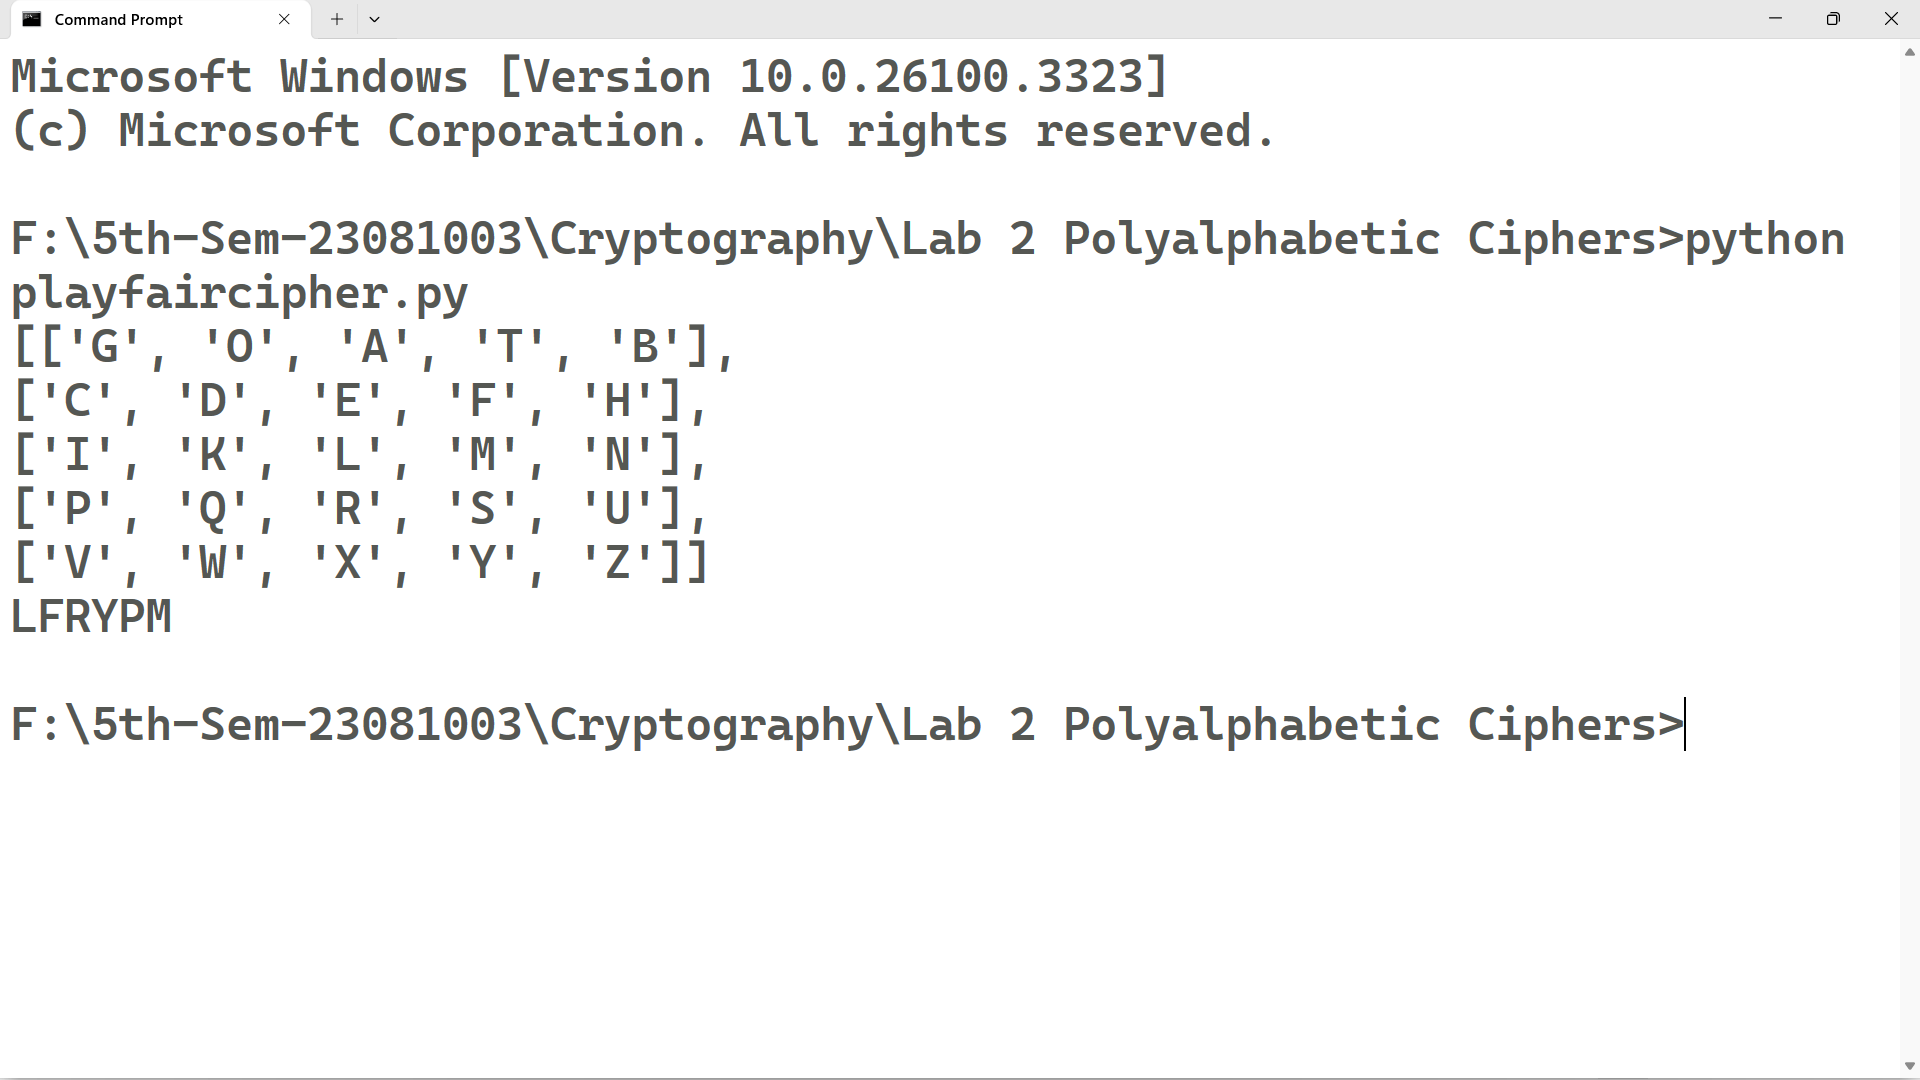 Command Prompt
Microsoft Windows [Version 10.0.26100.3323]
(c) Microsoft Corporation. All rights reserved.
F:\5th-Sem-23081003\Cryptography\Lab 2 Polyalphabetic Ciphers>python
playfaircipher.py
[['G', 'O', 'A', 'T', 'B'],
['C', 'D', 'E', 'F', 'H'],
['I', 'K', 'L', 'M', 'N'],
['P', 'Q', 'R', 'S', 'U'],
['V', 'W', 'X', 'Y', 'Z']]
LFRYPM
F:\5th-Sem-23081003\Cryptography\Lab 2 Polyalphabetic Ciphers>